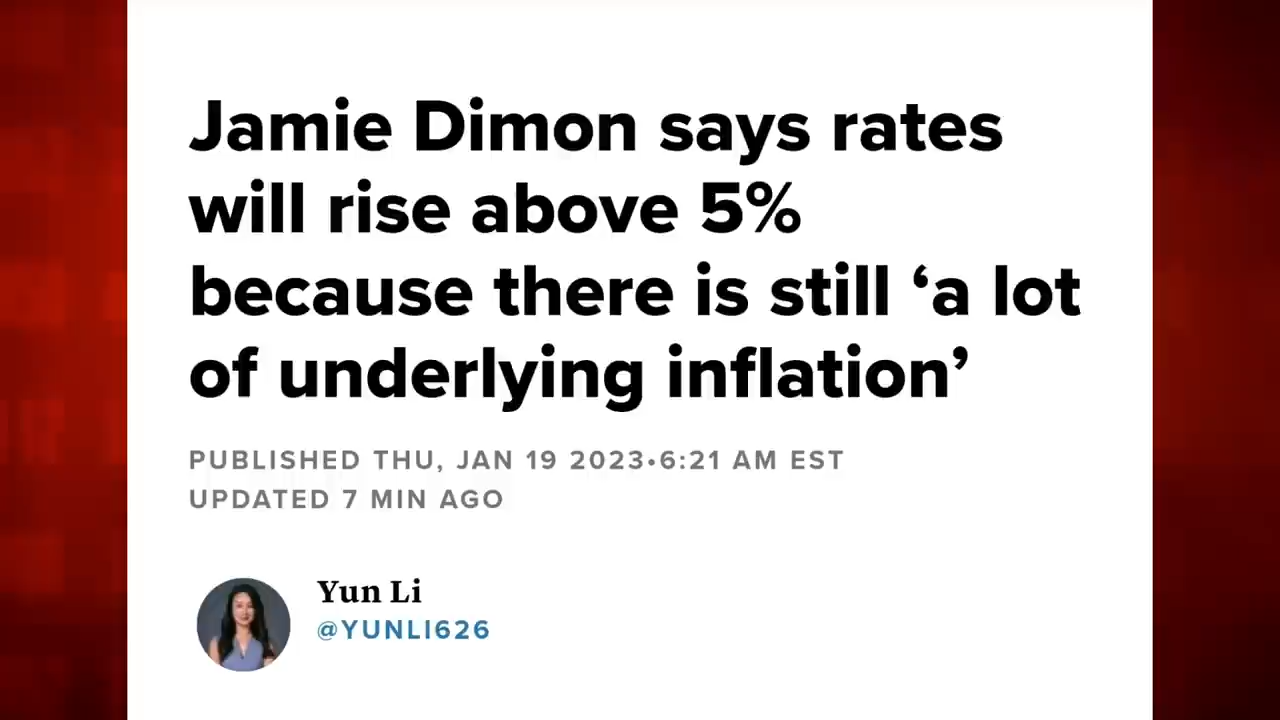 Jamie Dimon says rates
will rise above 5%
because there is still ‘a lot
of underlying inflation’
PUBLISHED THU, JAN 19 2023•6:21 AM EST
UPDATED 7 MIN AGO
Yun Li
@YUNLI626